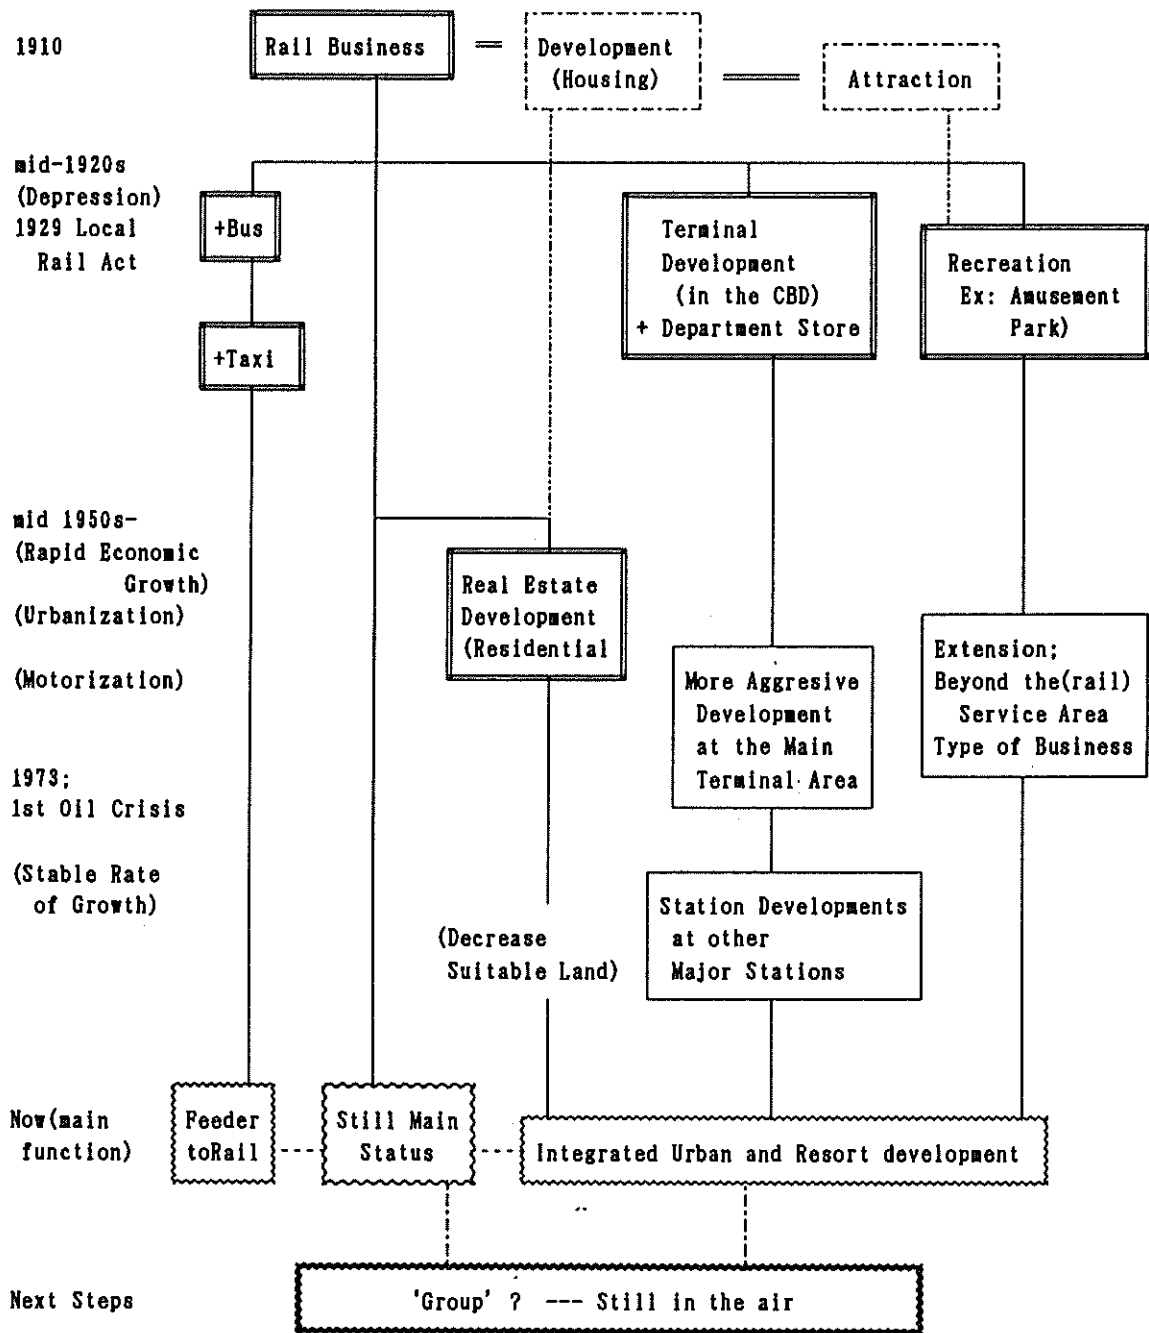 1910
Rail Business
Development
(Housing)
Attraction
mid-1920s
(Depression)
1929 Local
Rail Act
+Bus
+Taxi
Terminal
Development
(in the CBD)
+ Department Store
Recreation
Ex: Amusement
Park)
mid 1950s-
(Rapid Economic
Growth)
(Urbanization)
(Motorization)
Real Estate
Development
(Residential
More Aggresive
Development
at the Main
Terminal Area
Extension;
Beyond the(rail)
Service Area
Type of Business
1973;
1st Oil Crisis
(Stable Rate
of Growth)
(Decrease
Suitable Land)
Station Developments
at other
Major Stations
Now(main
function)
Feeder
toRail
Still Main
Status
Integrated Urban and Resort development
Next Steps
'Group' ? --- Still in the air